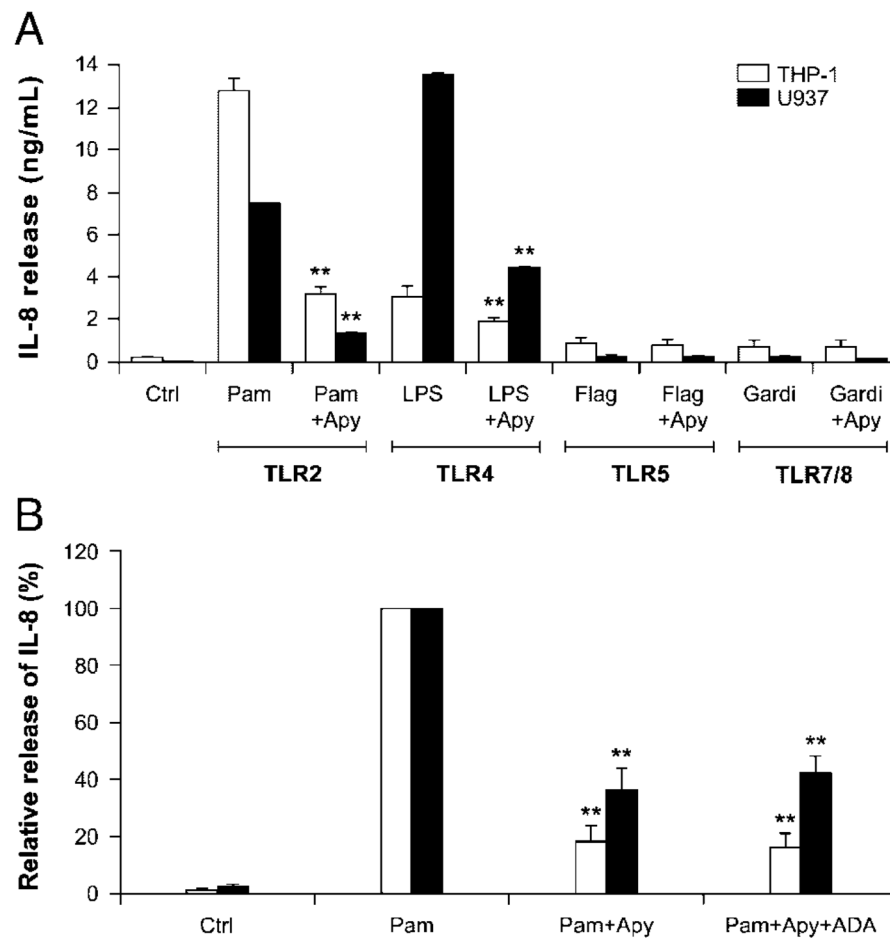 A
IL-8 release (ng/mL)
14
12
10
8
6
4
2
0
THP-1
U937
**
**
**
**
Ctrl
Pam
Pam
+Apy
LPS
LPS
+Apy
Flag
Flag
+Apy
Gardi
Gardi
+Apy
TLR2
TLR4
TLR5
TLR7/8
B
Relative release of IL-8 (%)
120
100
80
60
40
20
0
**
**
**
**
Ctrl
Pam
Pam+Apy
Pam+Apy+ADA